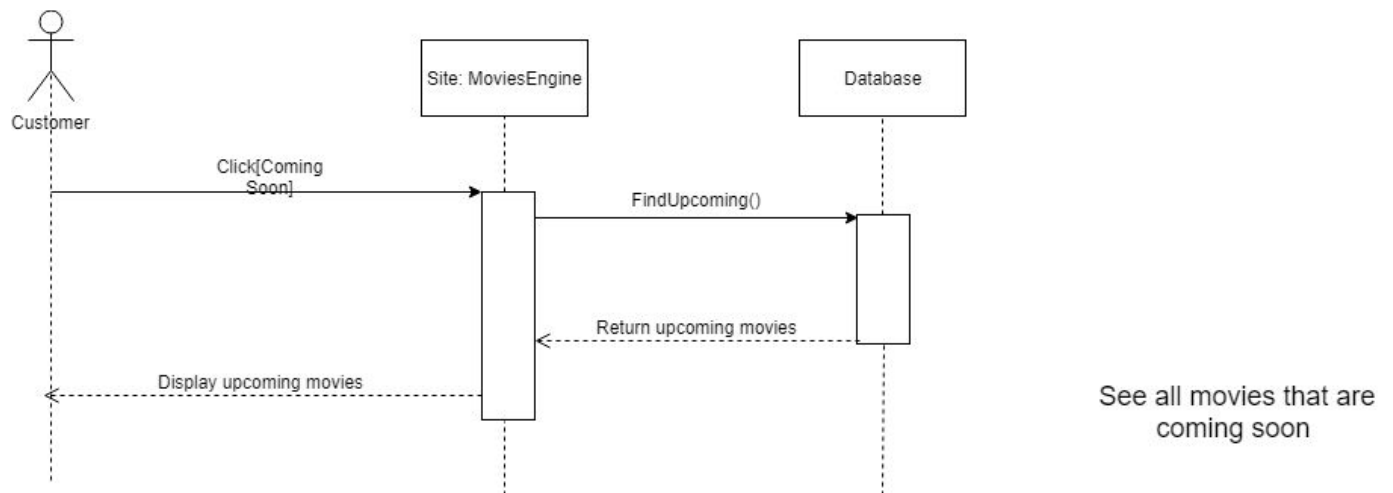 Customer
Site: MoviesEngine
Database
Click[Coming
Soon]
FindUpcoming()
Return upcoming movies
Display upcoming movies
See all movies that are
coming soon